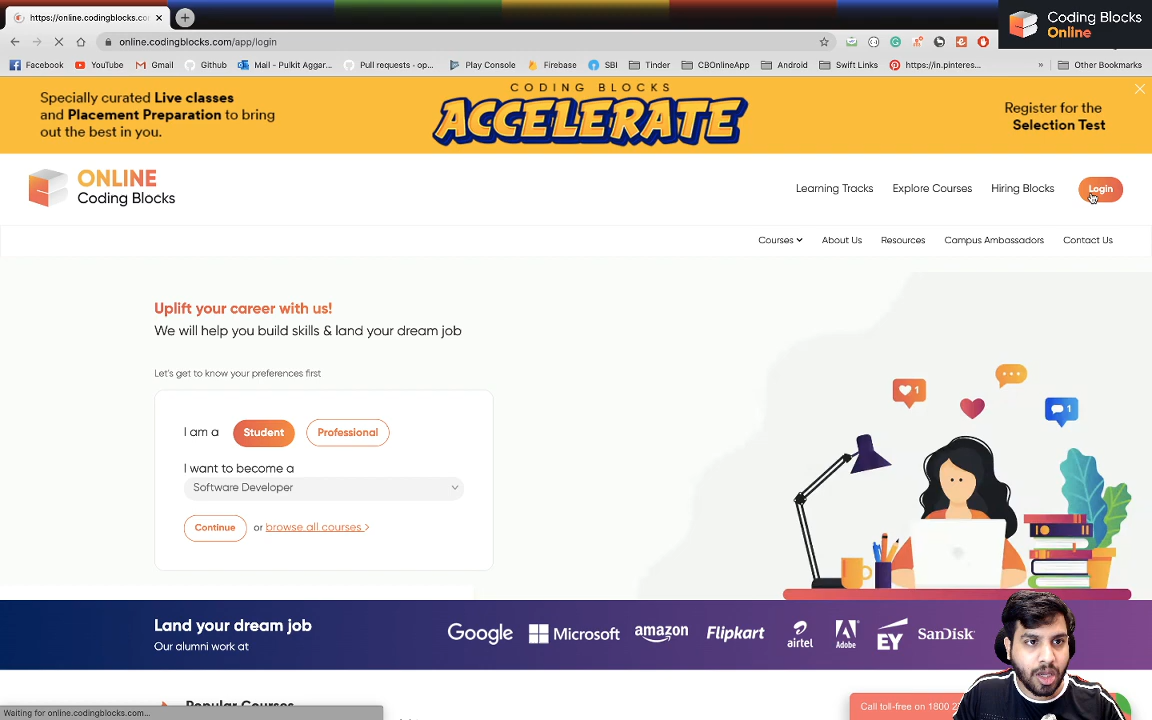 https://online.codingblocks.co
Coding Blocks
Online
online.codingblocks.com/app/login
Facebook
YouTube
Gmail
Github
Mail - Pulkit Aggar...
Pull requests - op...
Play Console
Firebase
SBI
Tinder
CBOnlineApp
Android
Swift Links
https://in.pinteres...
»
Other Bookmarks
Specially curated Live classes
and Placement Preparation to bring
out the best in you.
CODING BLOCKS
ACCELERATE
Register for the
Selection Test
ONLINE
Coding Blocks
Learning Tracks
Explore Courses
Hiring Blocks
Login
Courses
About Us
Resources
Campus Ambassadors
Contact Us
Uplift your career with us!
We will help you build skills & land your dream job
Let's get to know your preferences first
I am a
Student
Professional
I want to become a
Software Developer
Continue
or browse all courses >
1
1
Land your dream job
Our alumni work at
Google
Microsoft
amazon
Flipkart
airtel
Adobe
EY
SanDisk
Popular Courses
Call toll-free on 1800 2
Waiting for online.codingblocks.com...